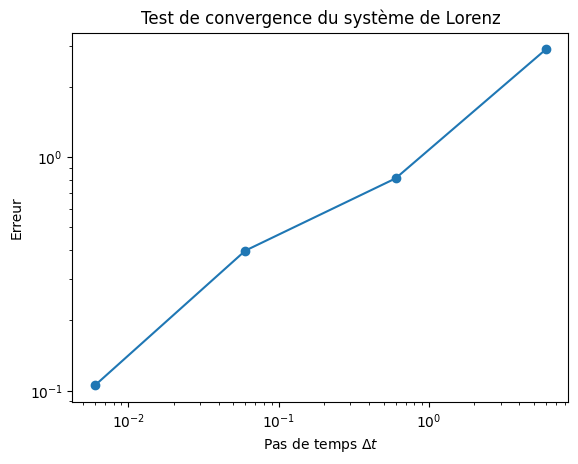 Test de convergence du système de Lorenz
10⁰
10⁻¹
Erreur
10⁻² 10⁻¹ 10⁰
Pas de temps Δt